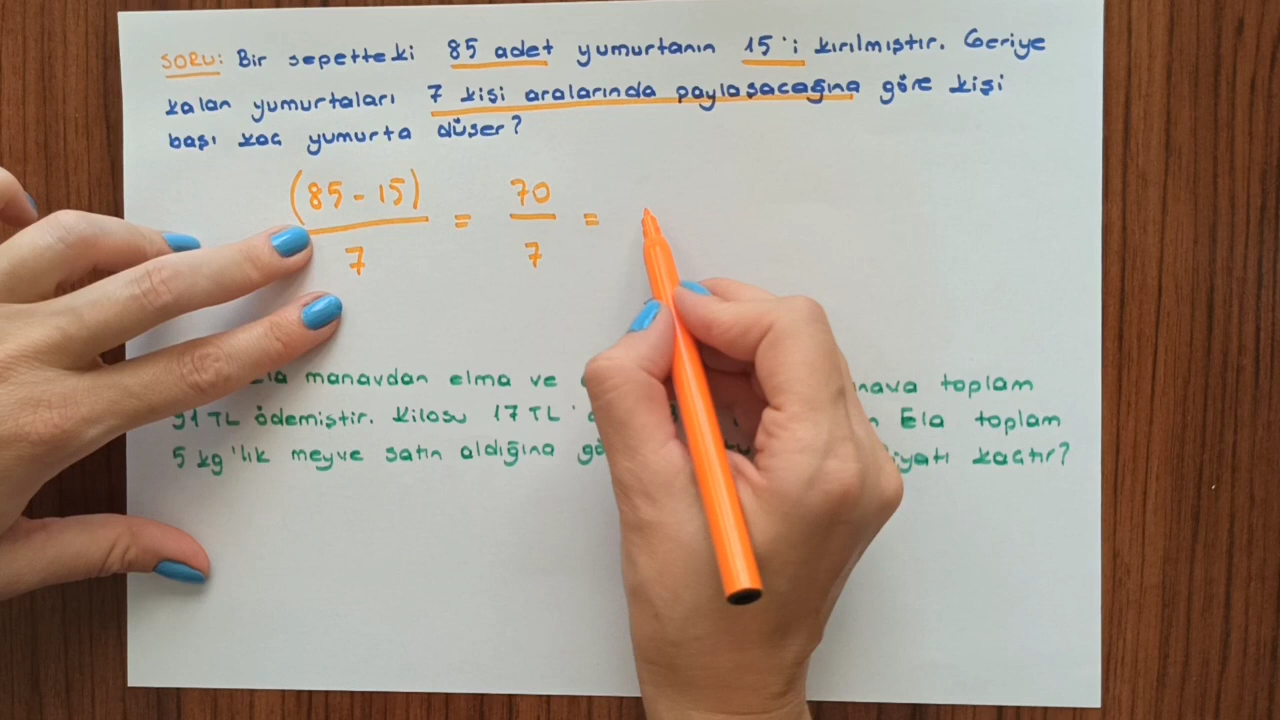 SORU: Bir sepetteki 85 adet yumurtanın 15'i kırılmıştır. Geriye
kalan yumurtaları 7 kişi aralarında paylaşacağına göre kişi
başı kaç yumurta düşer?
(85-15) / 7 = 70 / 7 =
manavdan elma ve toplam
91 TL ödemiştir. Kilosu 17 TL' Ela toplam
5 kg'lık meyve satın aldığına kaçtır?